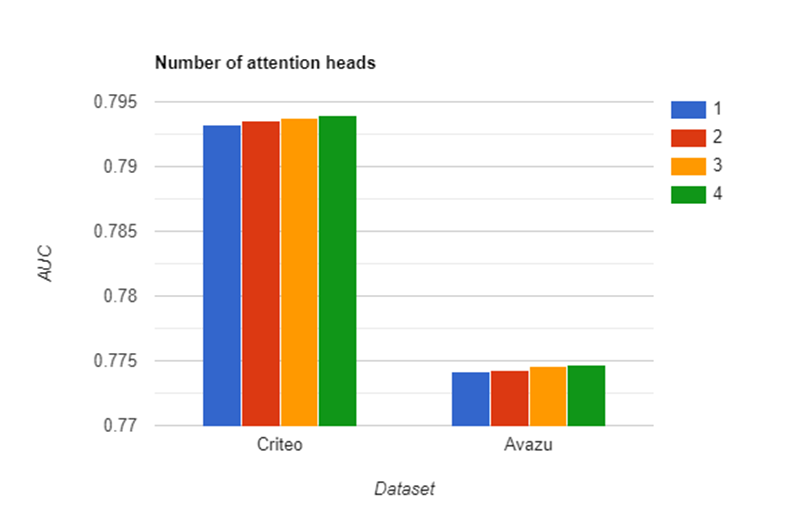 Number of attention heads
0.795
0.79
0.785
0.78
0.775
0.77
AUC
Criteo
Avazu
Dataset
1
2
3
4